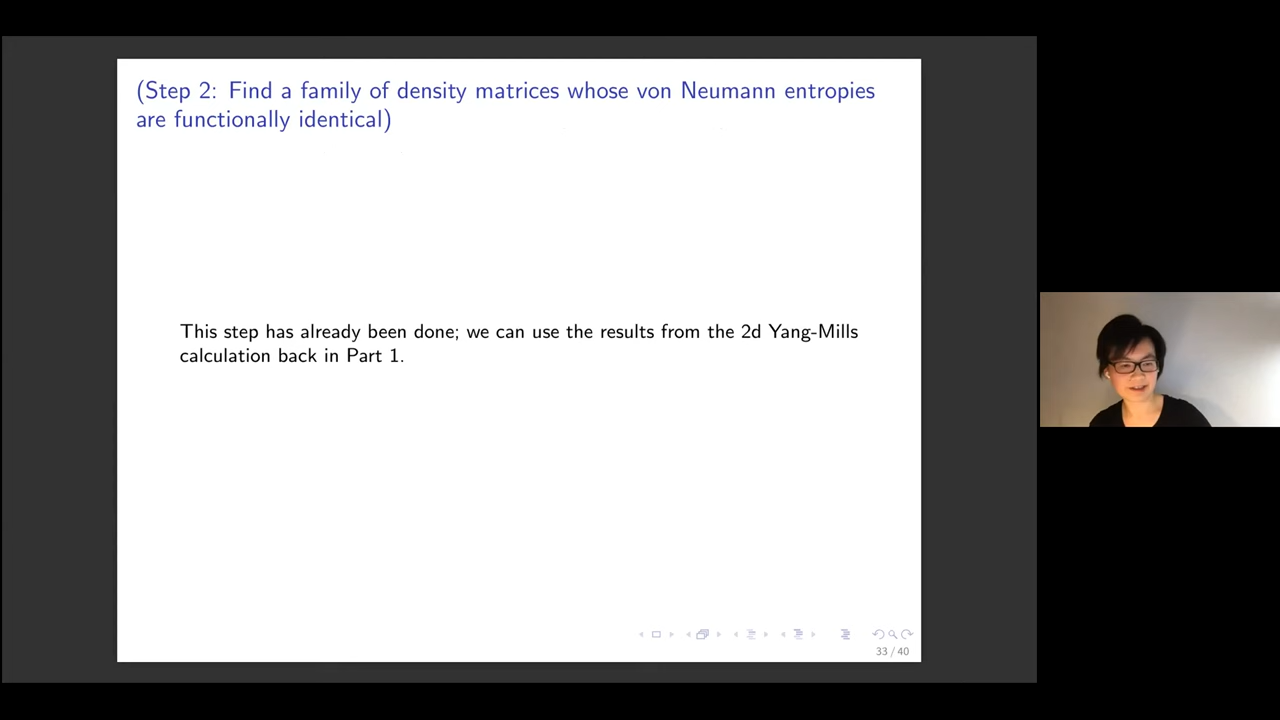 (Step 2: Find a family of density matrices whose von Neumann entropies
are functionally identical)
This step has already been done; we can use the results from the 2d Yang-Mills
calculation back in Part 1.
33 / 40